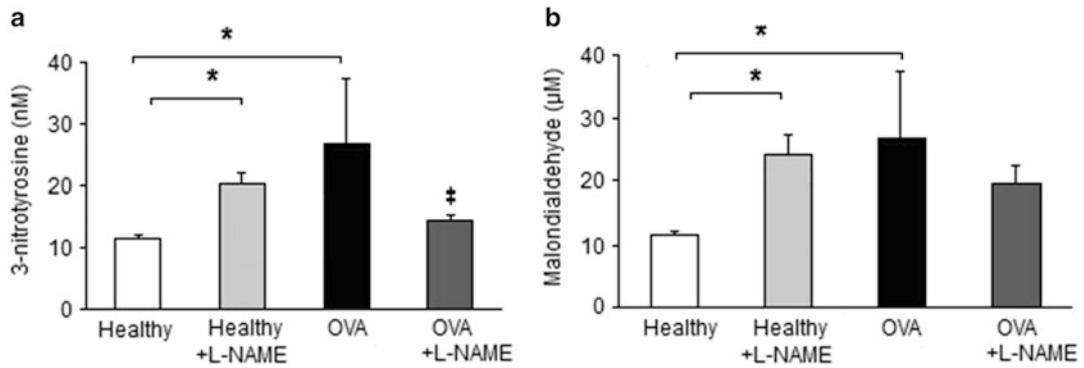 a
*
*
3-nitrotyrosine (nM)
40
30
20
10
0
‡
Healthy
Healthy
+L-NAME
OVA
OVA
+L-NAME
b
*
*
Malondialdehyde (µM)
40
30
20
10
0
Healthy
Healthy
+L-NAME
OVA
OVA
+L-NAME